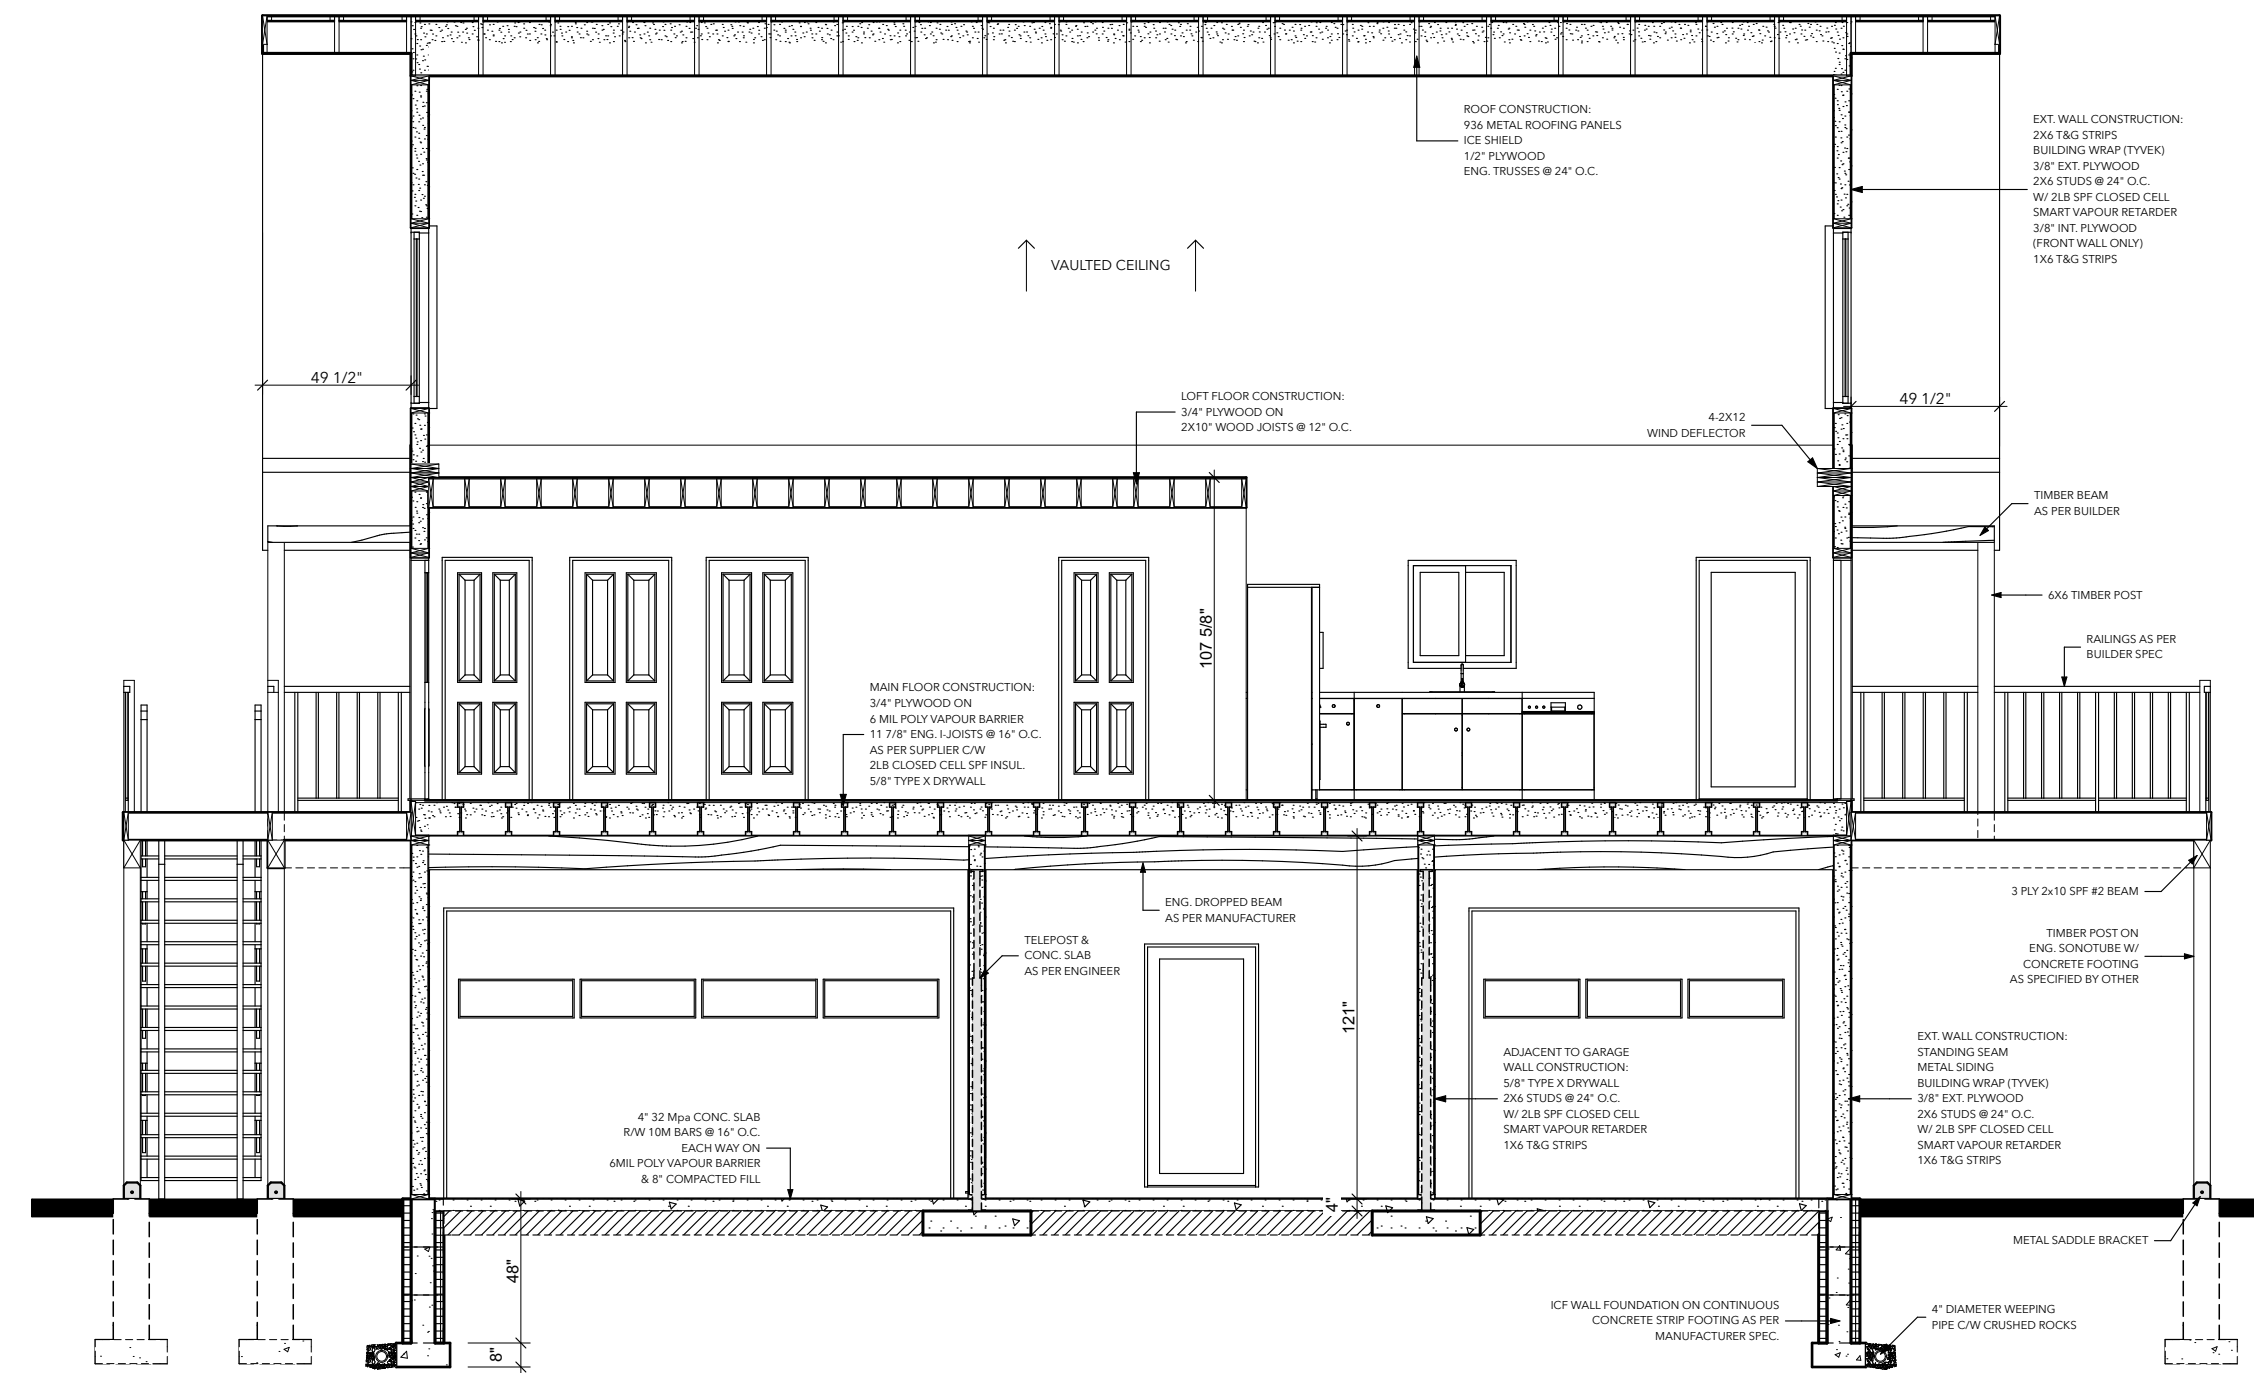 ROOF CONSTRUCTION:
936 METAL ROOFING PANELS
ICE SHIELD
1/2" PLYWOOD
ENG. TRUSSES @ 24" O.C.
EXT. WALL CONSTRUCTION:
2X6 T&G STRIPS
BUILDING WRAP (TYVEK)
3/8" EXT. PLYWOOD
2X6 STUDS @ 24" O.C.
W/ 2LB SPF CLOSED CELL
SMART VAPOUR RETARDER
3/8" INT. PLYWOOD
(FRONT WALL ONLY)
1X6 T&G STRIPS
VAULTED CEILING
49 1/2"
49 1/2"
LOFT FLOOR CONSTRUCTION:
3/4" PLYWOOD ON
2X10" WOOD JOISTS @ 12" O.C.
4-2X12
WIND DEFLECTOR
TIMBER BEAM
AS PER BUILDER
6X6 TIMBER POST
107 5/8"
RAILINGS AS PER
BUILDER SPEC
MAIN FLOOR CONSTRUCTION:
3/4" PLYWOOD ON
6 MIL POLY VAPOUR BARRIER
11 7/8" ENG. I-JOISTS @ 16" O.C.
AS PER SUPPLIER C/W
2LB CLOSED CELL SPF INSUL.
5/8" TYPE X DRYWALL
3 PLY 2x10 SPF #2 BEAM
ENG. DROPPED BEAM
AS PER MANUFACTURER
TELEPOST &
CONC. SLAB
AS PER ENGINEER
TIMBER POST ON
ENG. SONOTUBE W/
CONCRETE FOOTING
AS SPECIFIED BY OTHER
121"
ADJACENT TO GARAGE
WALL CONSTRUCTION:
5/8" TYPE X DRYWALL
2X6 STUDS @ 24" O.C.
W/ 2LB SPF CLOSED CELL
SMART VAPOUR RETARDER
1X6 T&G STRIPS
EXT. WALL CONSTRUCTION:
STANDING SEAM
METAL SIDING
BUILDING WRAP (TYVEK)
3/8" EXT. PLYWOOD
2X6 STUDS @ 24" O.C.
W/ 2LB SPF CLOSED CELL
SMART VAPOUR RETARDER
1X6 T&G STRIPS
4" 32 Mpa CONC. SLAB
R/W 10M BARS @ 16" O.C.
EACH WAY ON
6MIL POLY VAPOUR BARRIER
& 8" COMPACTED FILL
4"
METAL SADDLE BRACKET
48"
ICF WALL FOUNDATION ON CONTINUOUS
CONCRETE STRIP FOOTING AS PER
MANUFACTURER SPEC.
4" DIAMETER WEEPING
PIPE C/W CRUSHED ROCKS
8"